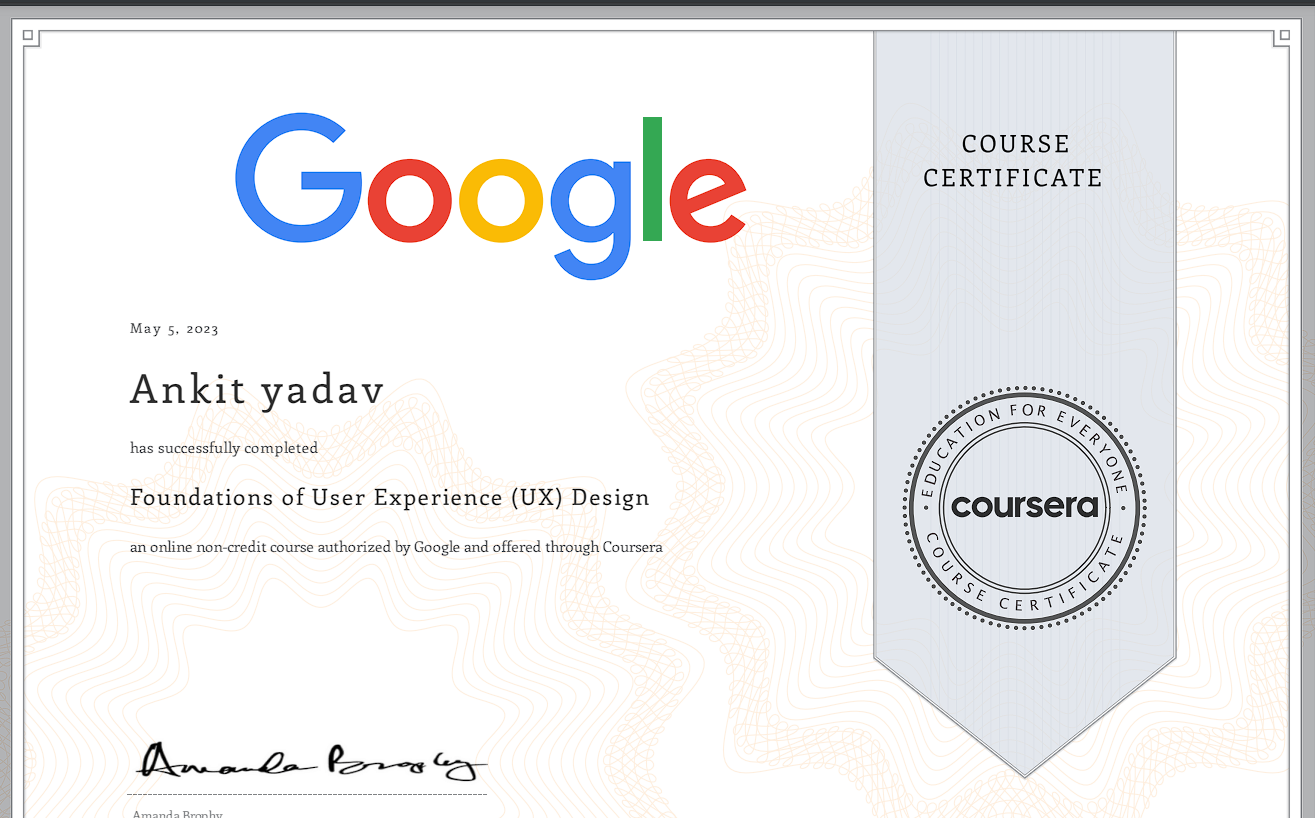 Google
COURSE
CERTIFICATE
May 5, 2023
Ankit yadav
has successfully completed
Foundations of User Experience (UX) Design
an online non-credit course authorized by Google and offered through Coursera
EDUCATION FOR EVERYONE
coursera
COURSE CERTIFICATE
Amanda Brophy
Amanda Brophy